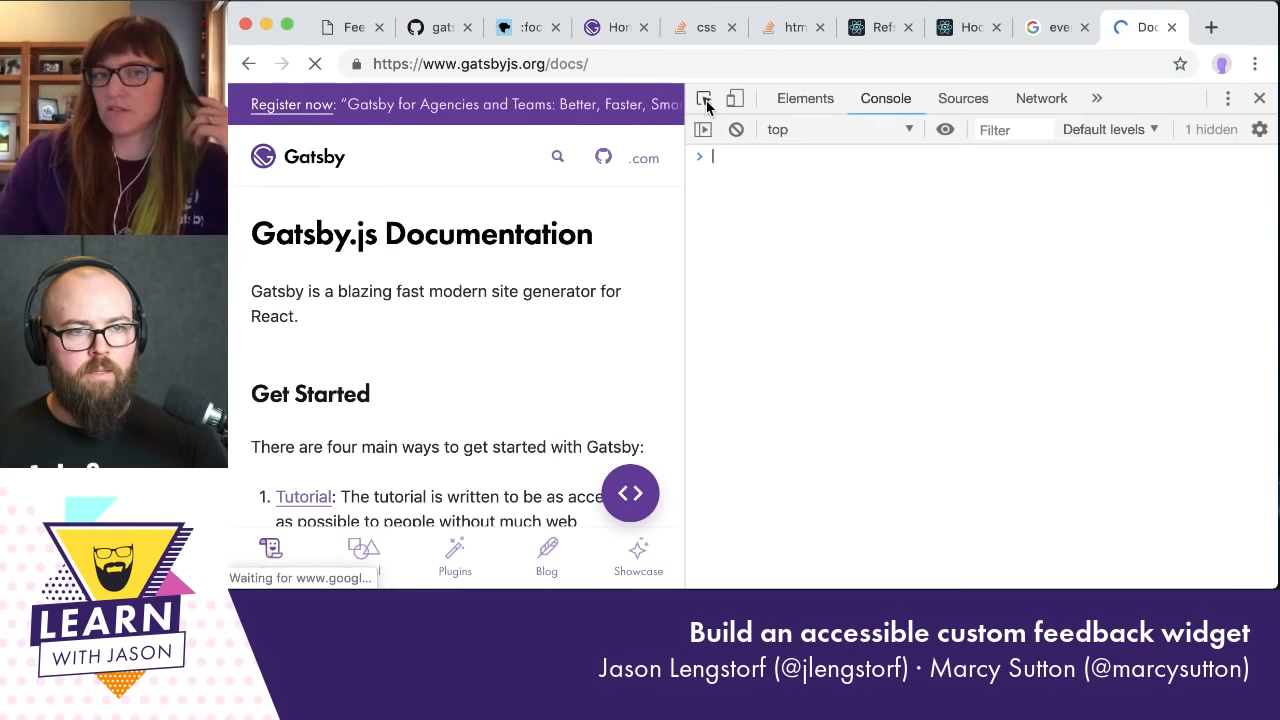 Fee
gats
:foc
Hon
css
htm
Refs
Hoo
eve
Doc
https://www.gatsbyjs.org/docs/
Register now: “Gatsby for Agencies and Teams: Better, Faster, Sma
Elements
Console
Sources
Network
top
Filter
Default levels
1 hidden
Gatsby
.com
Gatsby.js Documentation
Gatsby is a blazing fast modern site generator for
React.
Get Started
There are four main ways to get started with Gatsby:
1. Tutorial: The tutorial is written to be as acce
as possible to people without much web
Plugins
Blog
Showcase
Waiting for www.googl...
LEARN
WITH JASON
Build an accessible custom feedback widget
Jason Lengstorf (@jlengstorf) · Marcy Sutton (@marcysutton)